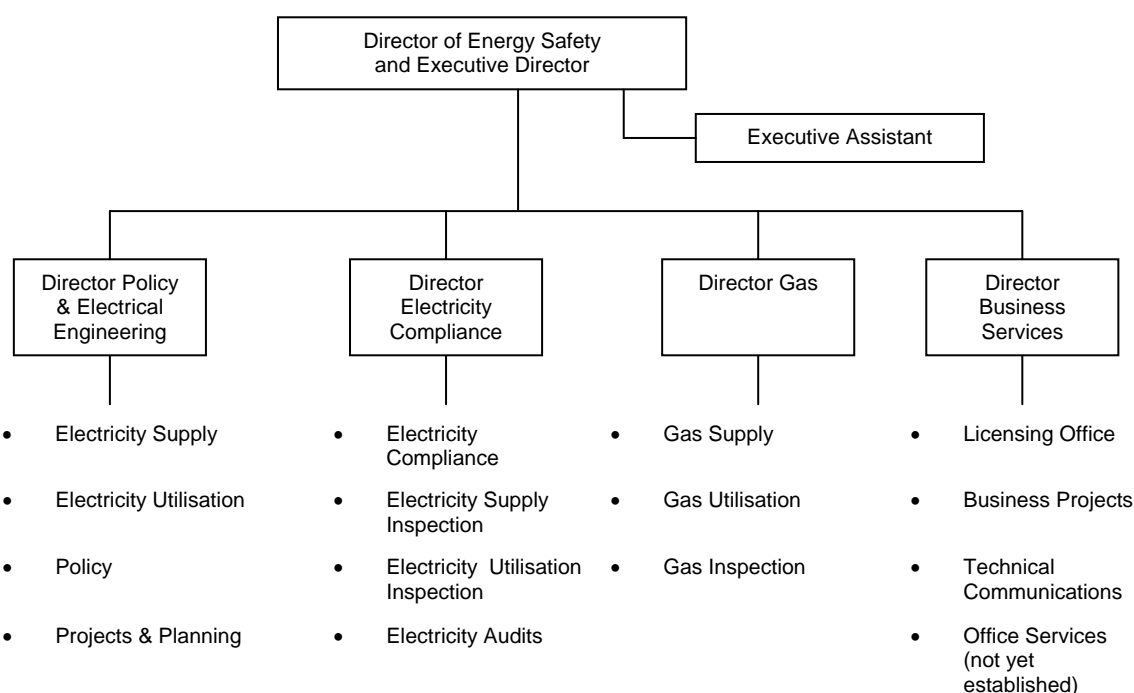 Director of Energy Safety
and Executive Director
Executive Assistant
Director Policy
& Electrical
Engineering
Director
Electricity
Compliance
Director Gas
Director
Business
Services
• Electricity Supply
• Electricity Utilisation
• Policy
• Projects & Planning
• Electricity
Compliance
• Electricity Supply
Inspection
• Electricity Utilisation
Inspection
• Electricity Audits
• Gas Supply
• Gas Utilisation
• Gas Inspection
• Licensing Office
• Business Projects
• Technical
Communications
• Office Services
(not yet
established)